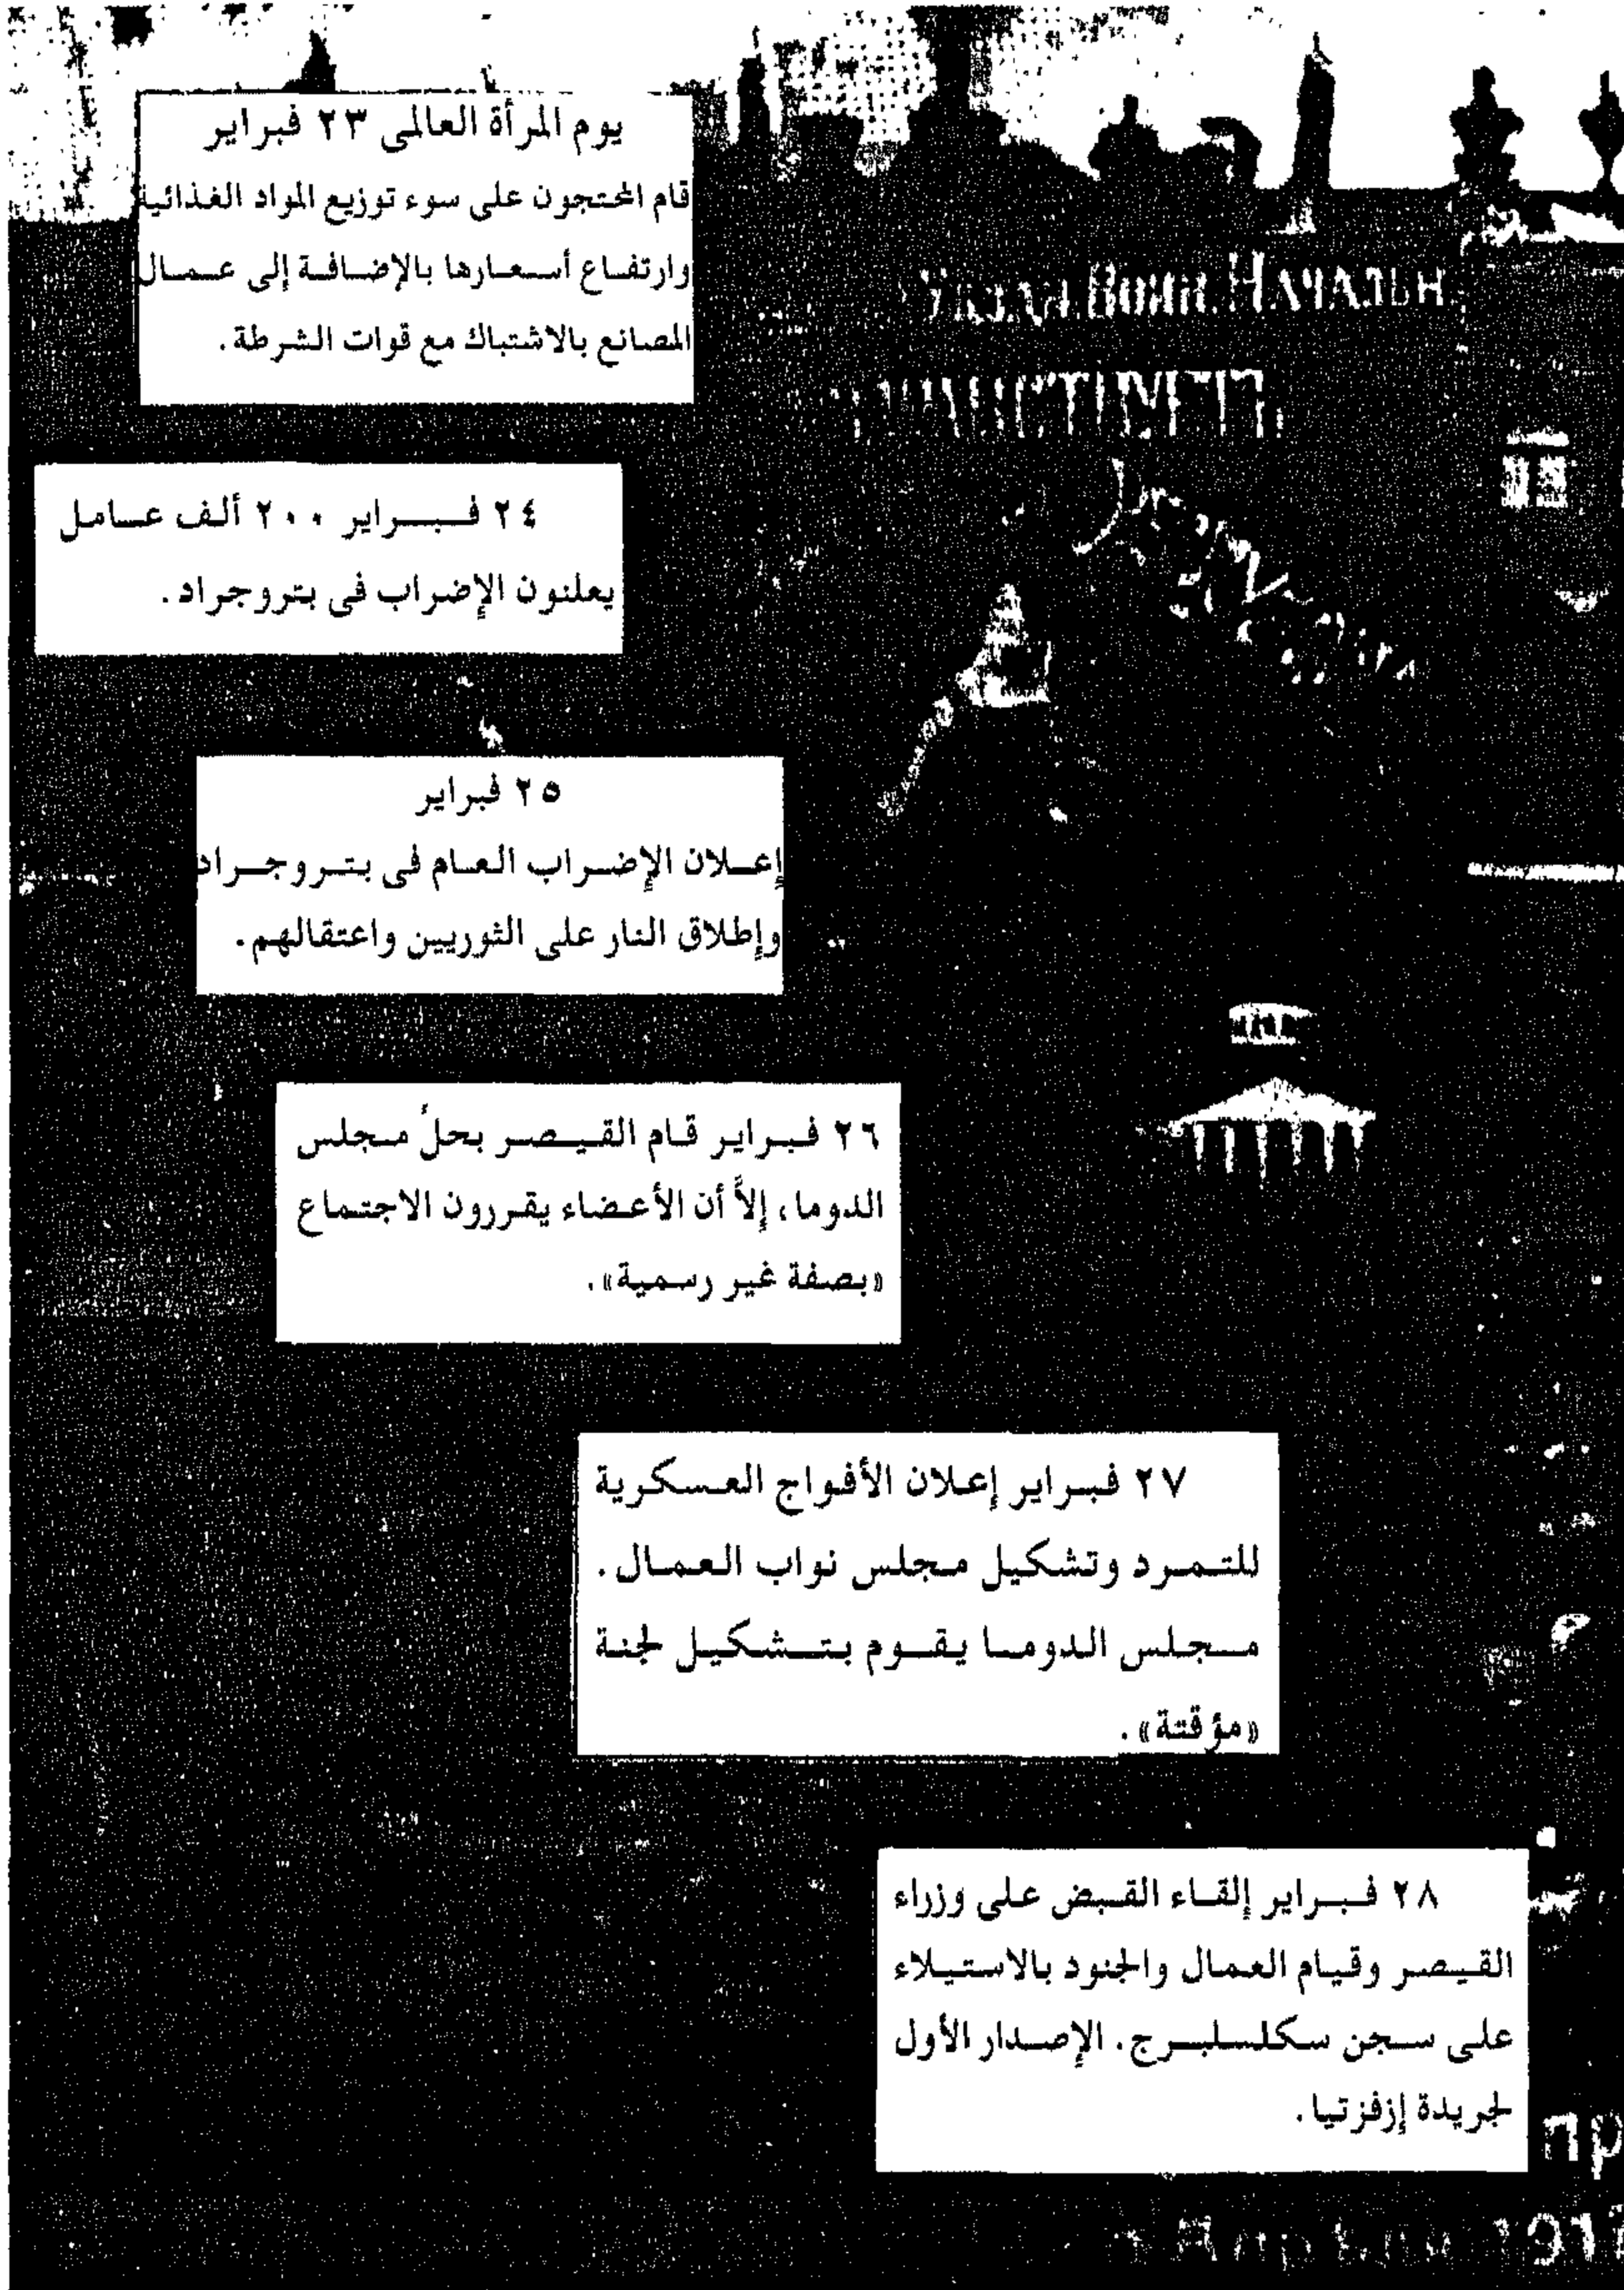 يوم المرأة العالمى ٢٣ فبراير
قام المحتجون على سوء توزيع المواد الغذائية
وارتفاع أسعارها بالإضافة إلى عمال
المصانع بالاشتباك مع قوات الشرطة.
٢٤ فبراير ٢٠٠ ألف عامل
يعلنون الإضراب فى بتروجراد.
٢٥ فبراير
إعلان الإضراب العام فى بتروجراد
وإطلاق النار على الثوريين واعتقالهم.
٢٦ فبراير قام القيصر بحلِّ مجلس
الدوما، إلاَّ أن الأعضاء يقررون الاجتماع
«بصفة غير رسمية».
٢٧ فبراير إعلان الأفواج العسكرية
للتمرد وتشكيل مجلس نواب العمال.
مجلس الدوما يقوم بتشكيل لجنة
«مؤقتة».
٢٨ فبراير إلقاء القبض على وزراء
القيصر وقيام العمال والجنود بالاستيلاء
على سجن سكلسلبرج. الإصدار الأول
لجريدة إزفزتيا.
пр